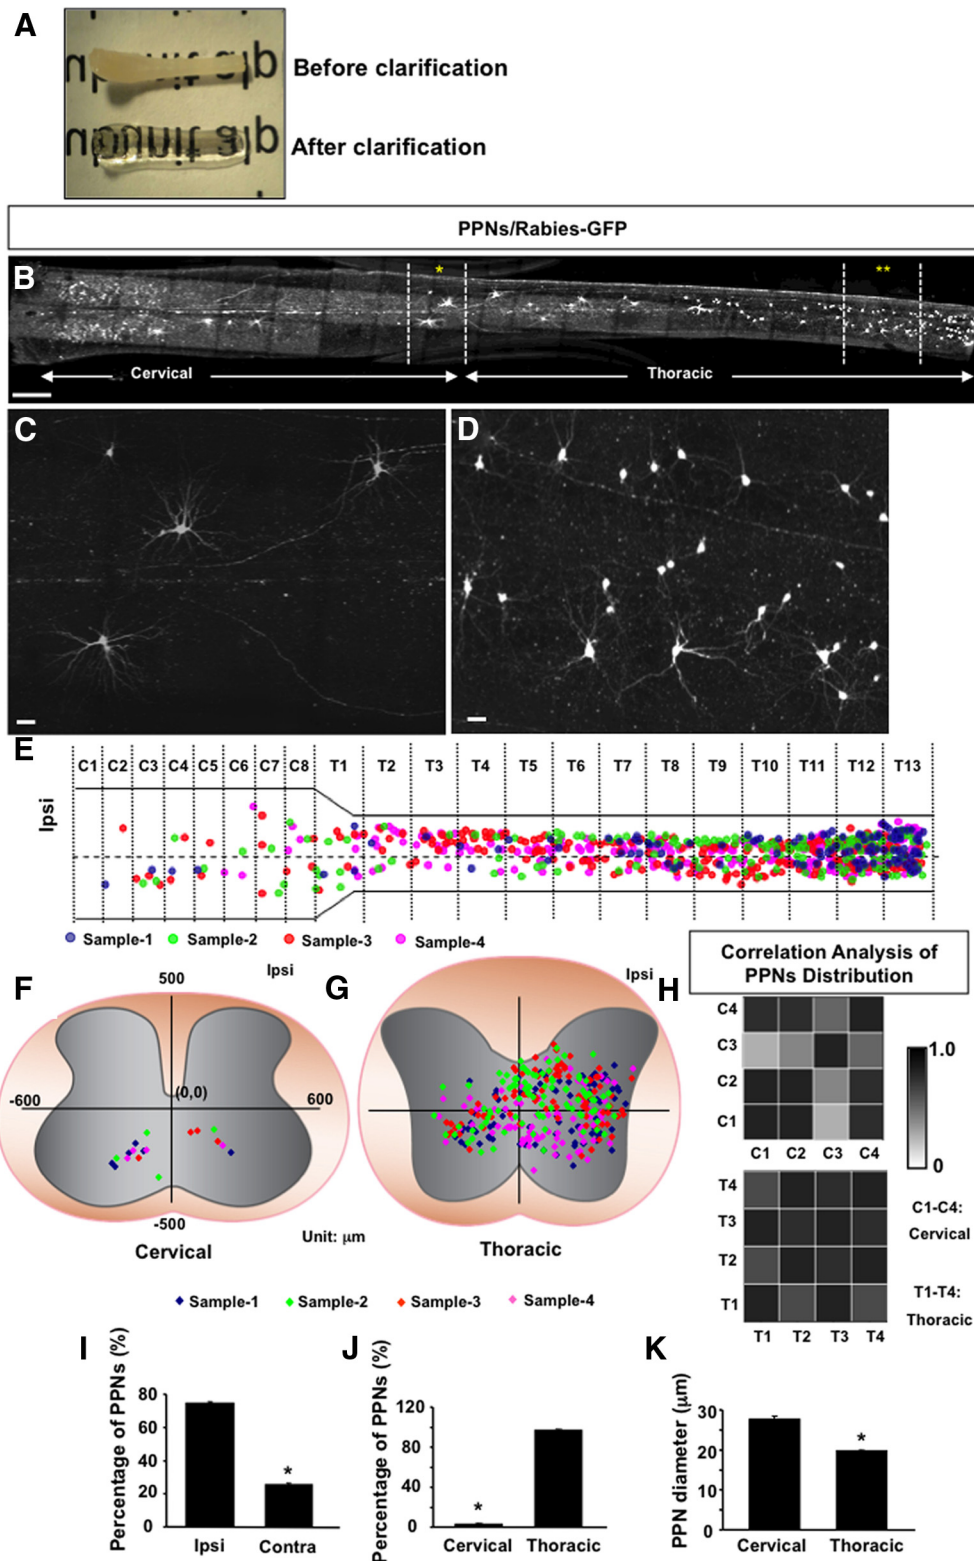 A
Before clarification
After clarification
PPNs/Rabies-GFP
B
*
**
Cervical
Thoracic
C
D
E
C1 C2 C3 C4 C5 C6 C7 C8 T1 T2 T3 T4 T5 T6 T7 T8 T9 T10 T11 T12 T13
Ipsi
Sample-1 Sample-2 Sample-3 Sample-4
F
Ipsi
500
(0,0)
-600
600
-500
Unit: μm
Cervical
G
Ipsi
Thoracic
Sample-1 Sample-2 Sample-3 Sample-4
H
Correlation Analysis of
PPNs Distribution
C4
C3
C2
C1
C1 C2 C3 C4
1.0
0
T4
T3
T2
T1
T1 T2 T3 T4
C1-C4:
Cervical
T1-T4:
Thoracic
I
Percentage of PPNs (%)
80
60
40
20
0
*
Ipsi Contra
J
Percentage of PPNs (%)
120
80
40
0
*
Cervical Thoracic
K
PPN diameter (μm)
30
20
10
0
*
Cervical Thoracic